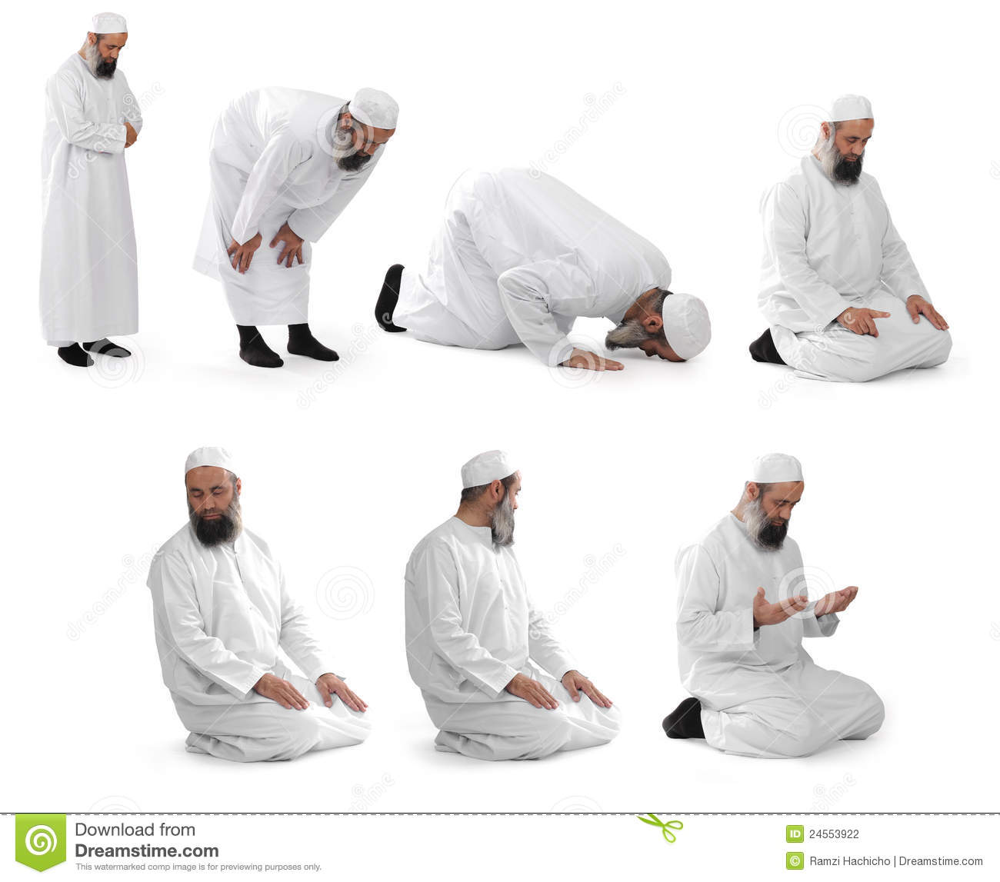 Download from
Dreamstime.com
This watermarked comp image is for previewing purposes only.
ID 24553922
© Ramzi Hachicho | Dreamstime.com